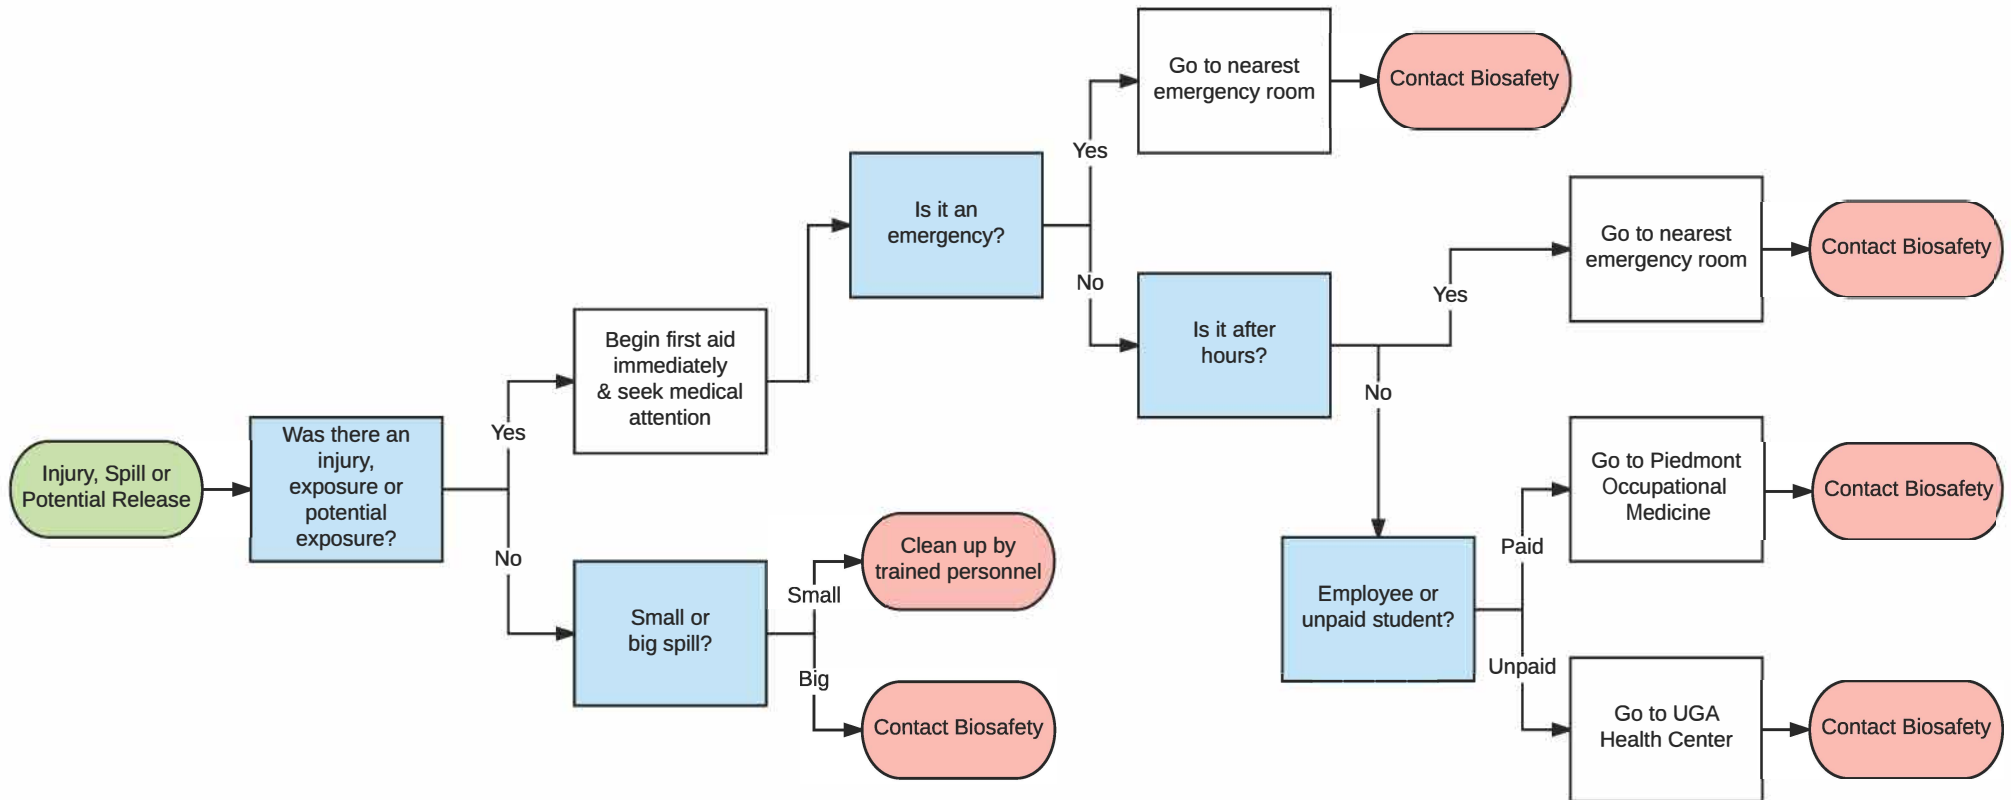 Injury, Spill or
Potential Release
Was there an
injury,
exposure or
potential
exposure?
Yes
No
Begin first aid
immediately
& seek medical
attention
Small or
big spill?
Small
Big
Clean up by
trained personnel
Contact Biosafety
Is it an
emergency?
Yes
No
Go to nearest
emergency room
Contact Biosafety
Is it after
hours?
Yes
No
Go to nearest
emergency room
Contact Biosafety
Employee or
unpaid student?
Paid
Unpaid
Go to Piedmont
Occupational
Medicine
Contact Biosafety
Go to UGA
Health Center
Contact Biosafety